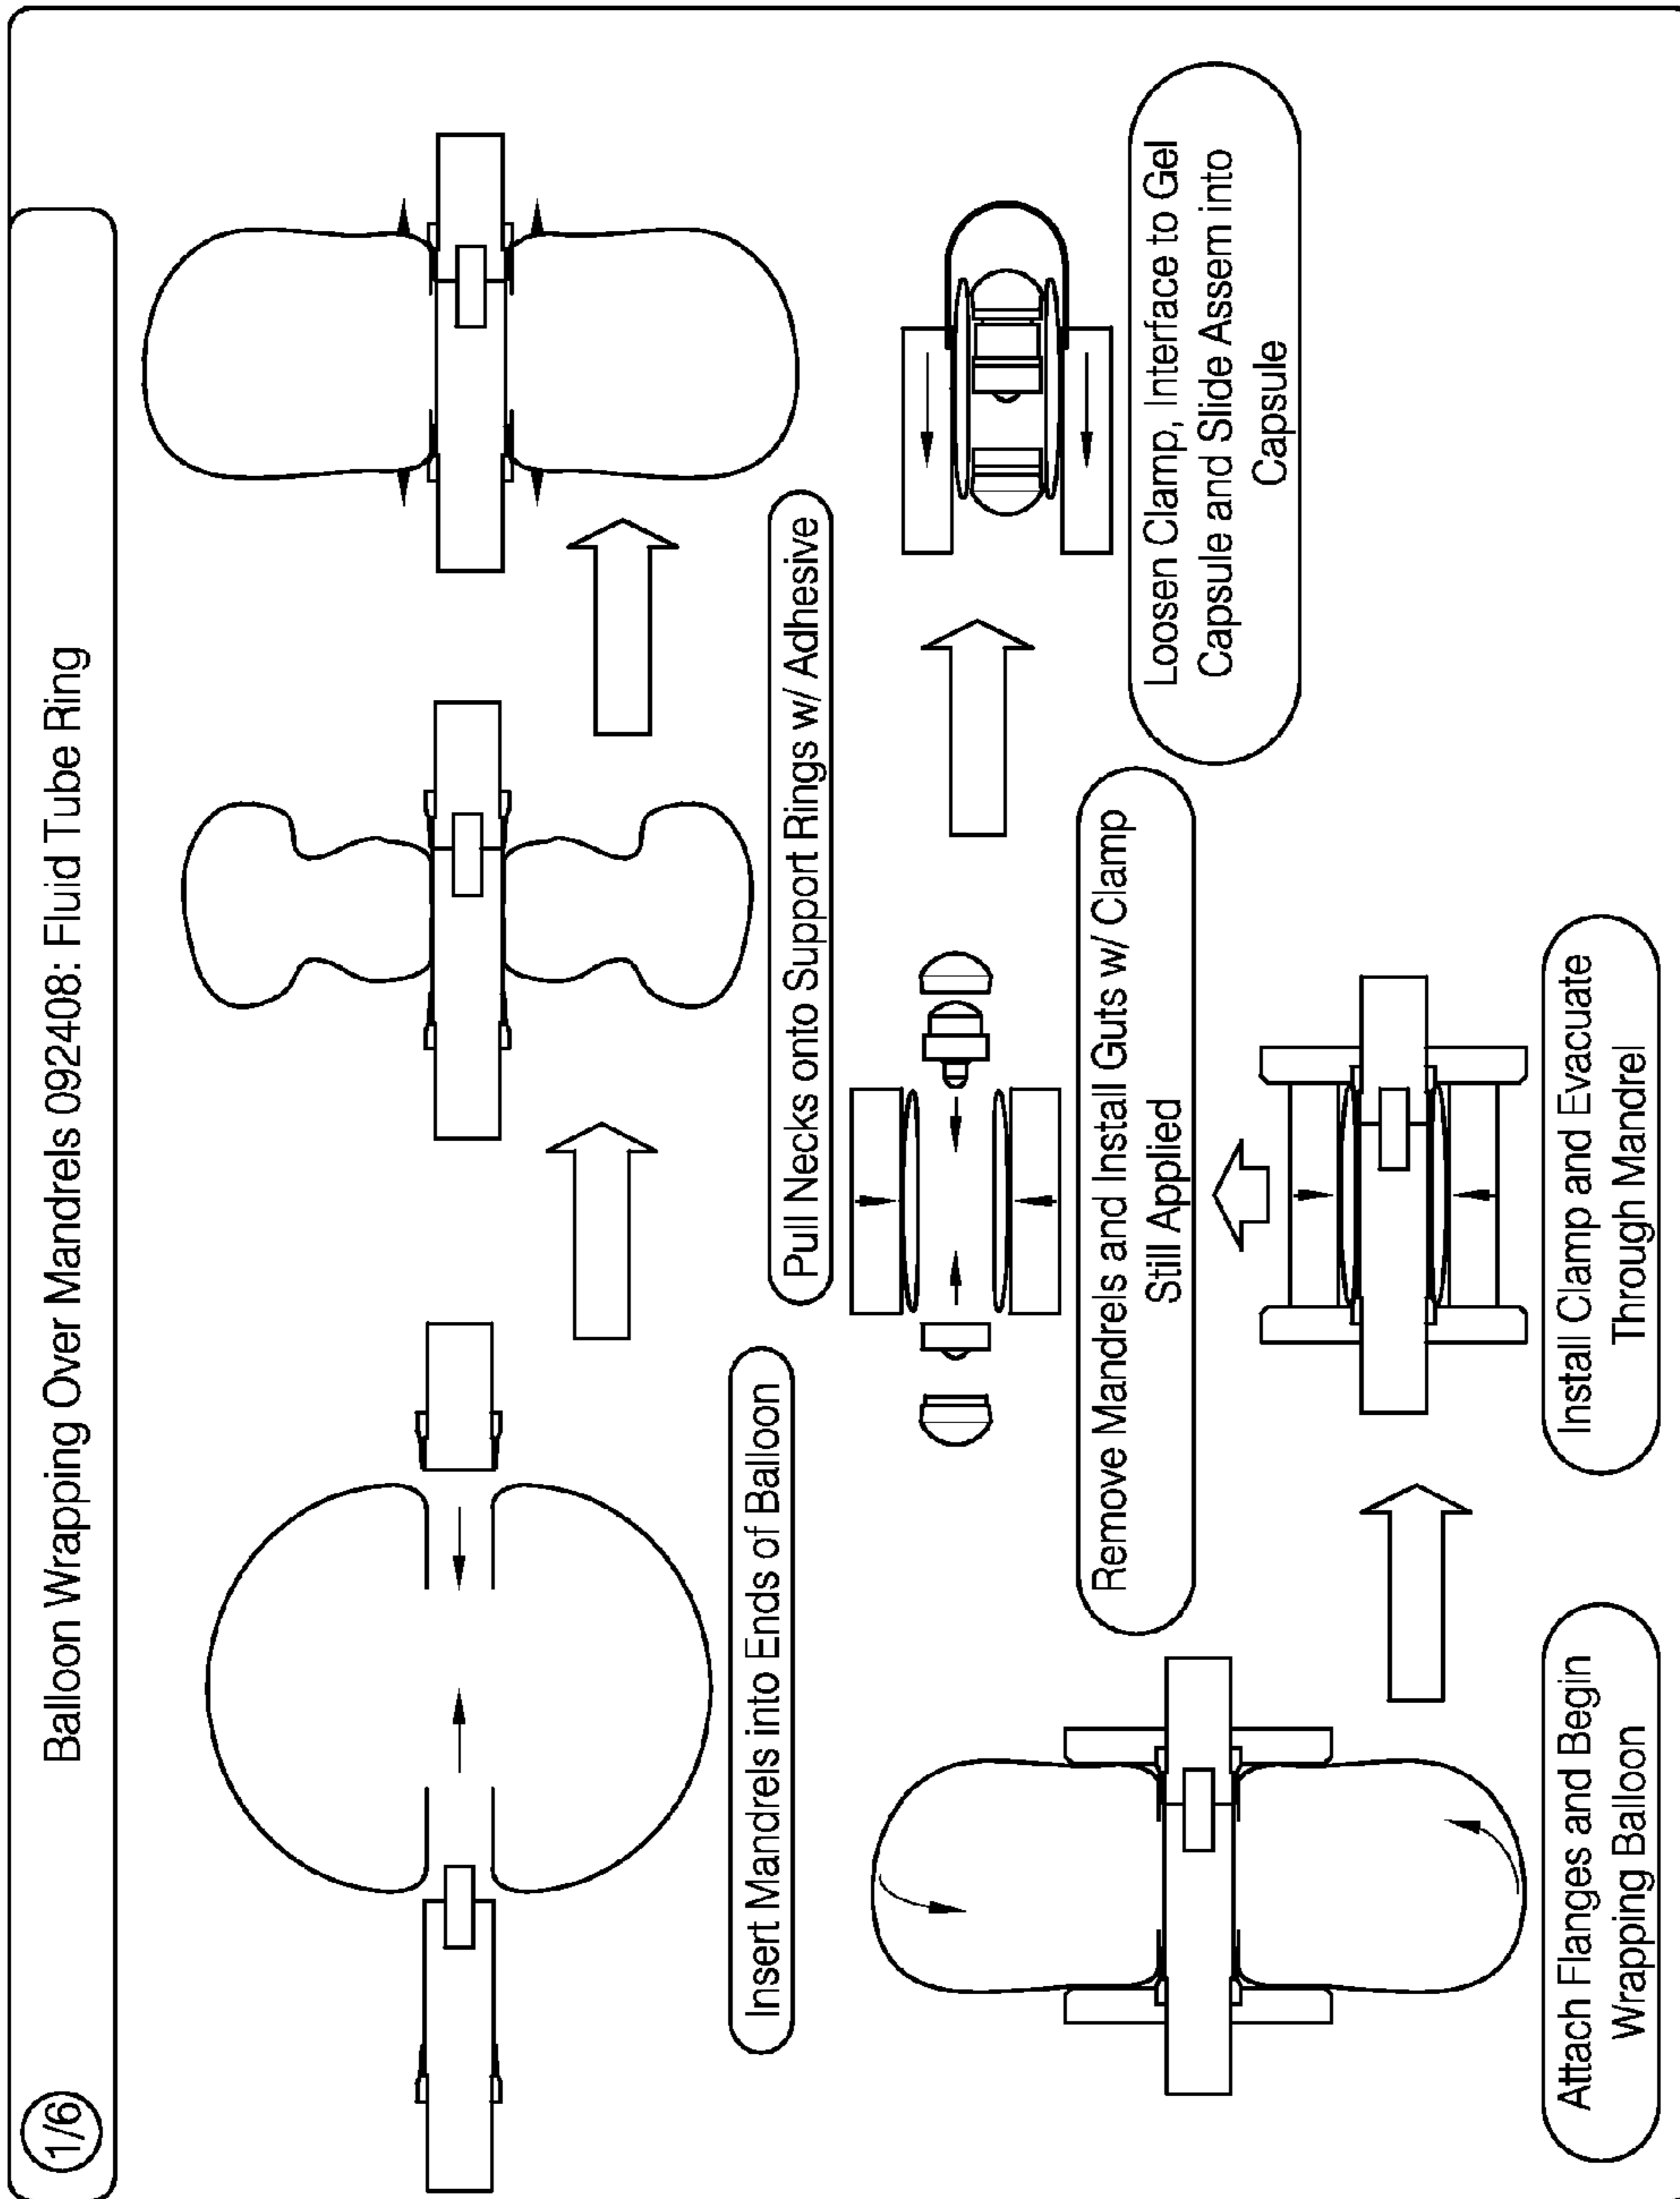 1/6
Balloon Wrapping Over Mandrels 092408: Fluid Tube Ring
Insert Mandrels into Ends of Balloon
Pull Necks onto Support Rings w/ Adhesive
Attach Flanges and Begin
Wrapping Balloon
Install Clamp and Evacuate
Through Mandrel
Remove Mandrels and Install Guts w/ Clamp
Still Applied
Loosen Clamp, Interface to Gel
Capsule and Slide Assem into
Capsule